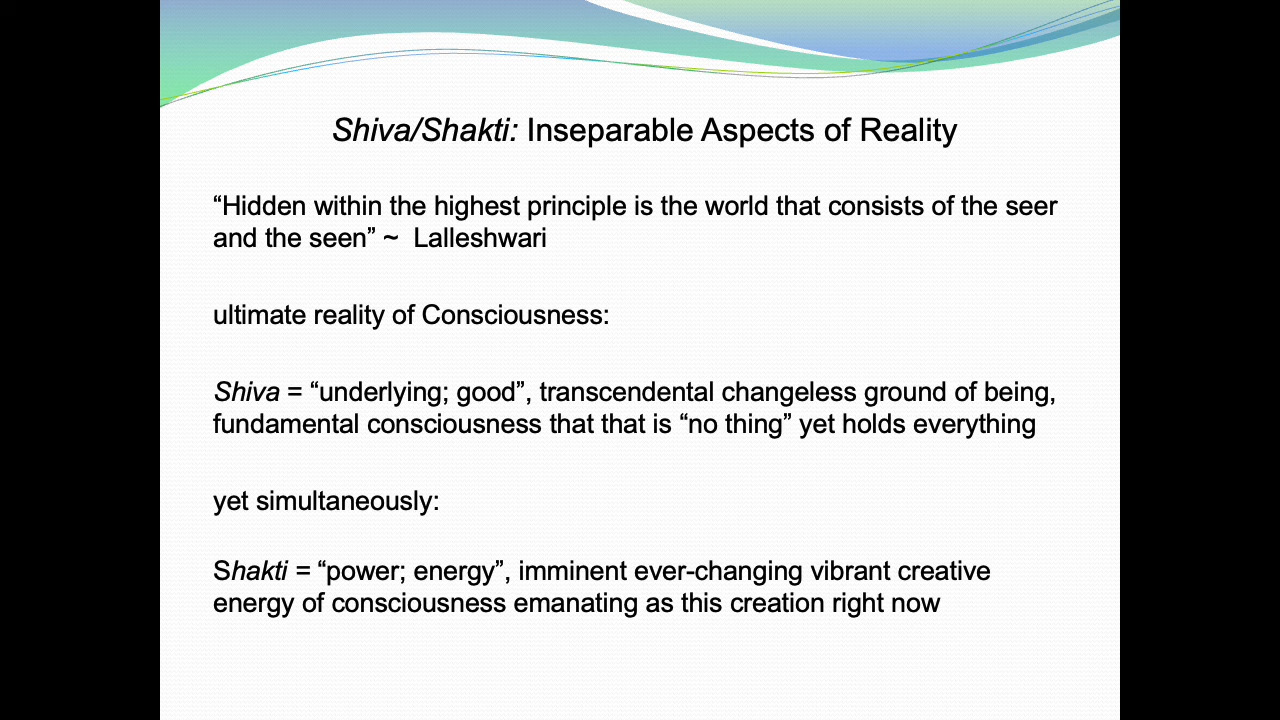 Shiva/Shakti: Inseparable Aspects of Reality
“Hidden within the highest principle is the world that consists of the seer
and the seen” ~  Lalleshwari
ultimate reality of Consciousness:
Shiva = “underlying; good”, transcendental changeless ground of being,
fundamental consciousness that that is “no thing” yet holds everything
yet simultaneously:
Shakti = “power; energy”, imminent ever-changing vibrant creative
energy of consciousness emanating as this creation right now